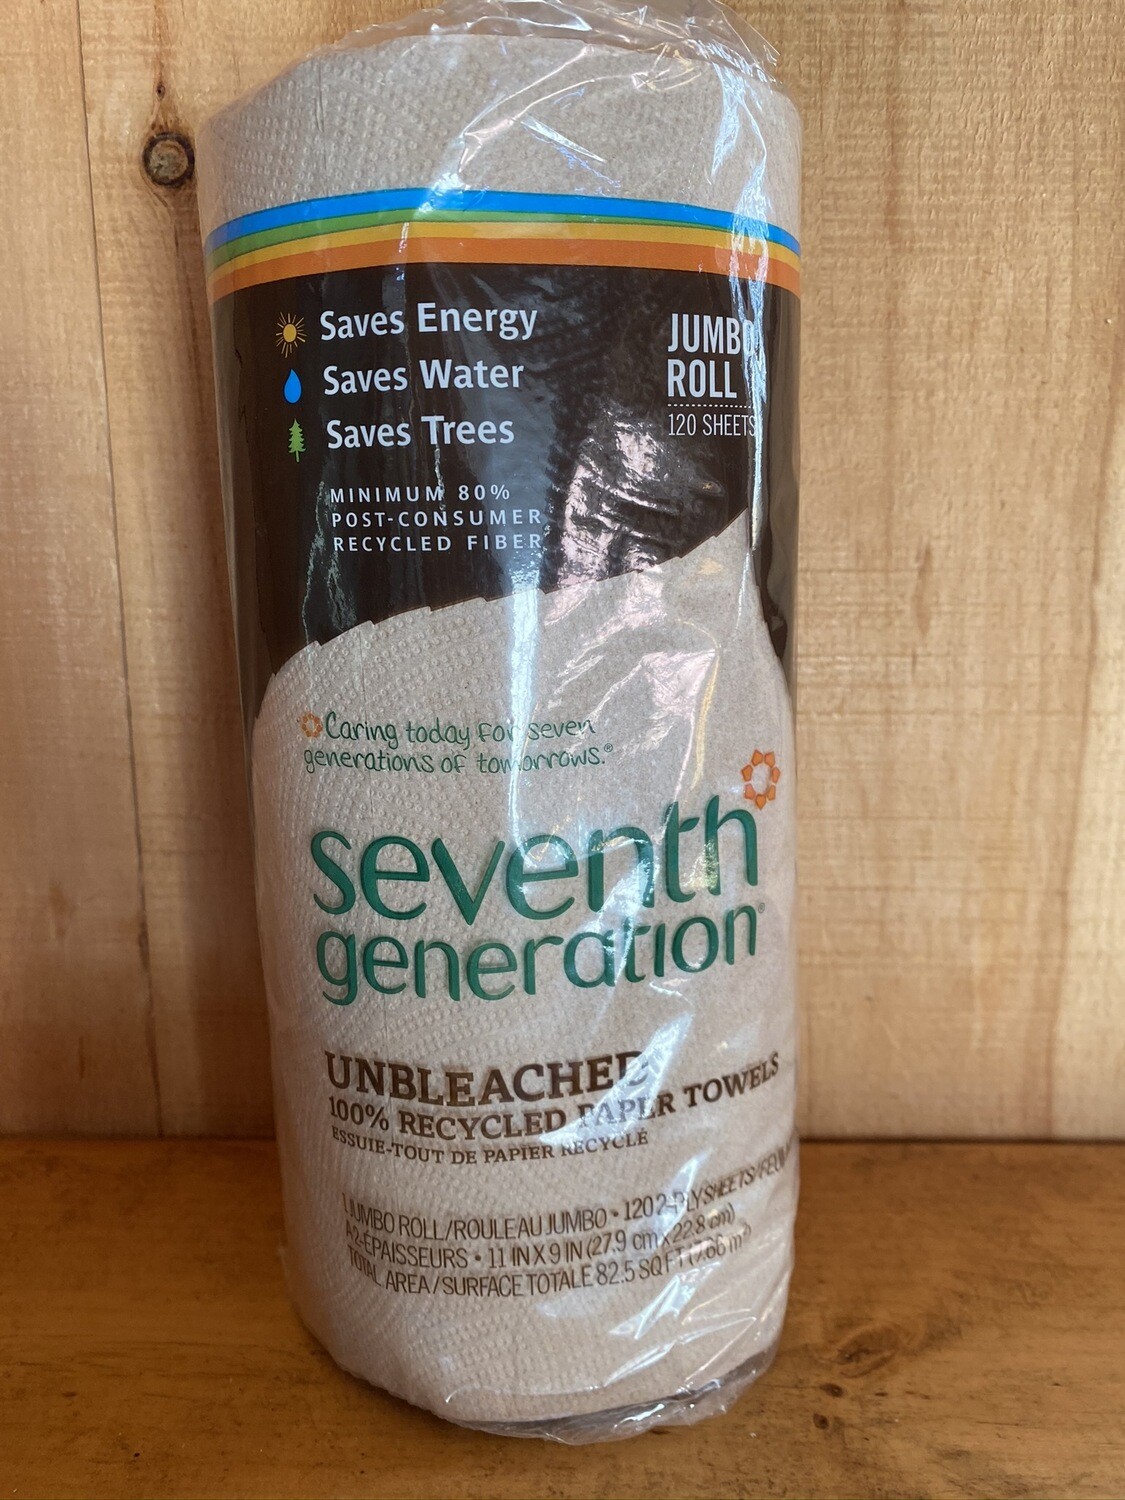 Saves Energy
Saves Water
Saves Trees
MINIMUM 80%
POST-CONSUMER
RECYCLED FIBER
JUMBO
ROLL
120 SHEETS
Caring today for seven
generations of tomorrows.®
seventh
generation®
UNBLEACHED
100% RECYCLED PAPER TOWELS
ESSUIE-TOUT DE PAPIER RECYCLÉ
1 JUMBO ROLL/ROULEAU JUMBO • 120 2-PLY SHEETS/
À 2-ÉPAISSEURS • 11 IN X 9 IN (27.9 cm x 22.8 cm)
TOTAL AREA/SURFACE TOTALE 82.5 SQ FT (7.66 m²)